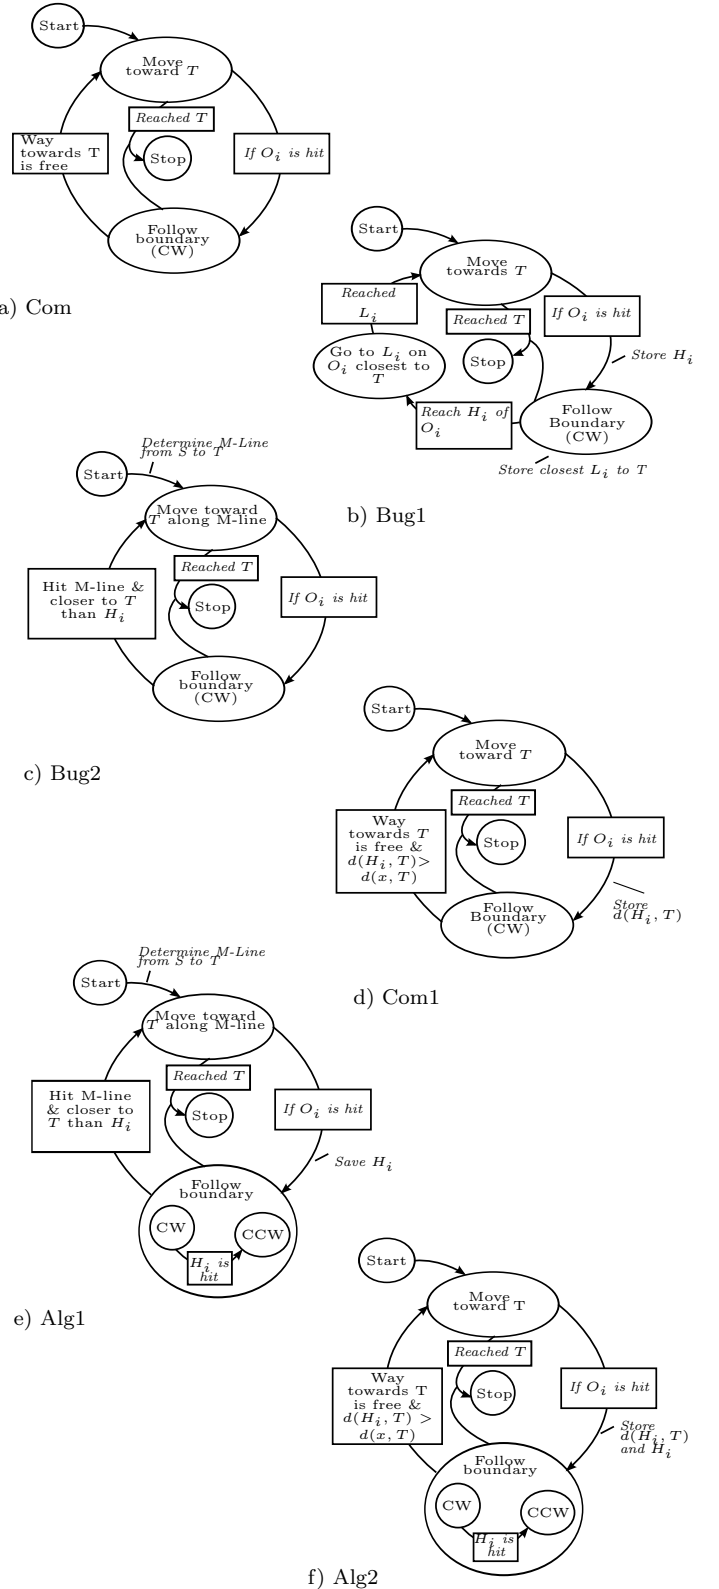 Start
Move
toward T
Reached T
Stop
Way
towards T
is free
If O_i is hit
Follow
boundary
(CW)
a) Com
Start
Move
towards T
Reached
L_i
Reached T
If O_i is hit
Stop
Go to L_i on
O_i closest to
T
Store H_i
Reach H_i of
O_i
Follow
Boundary
(CW)
Store closest L_i to T
b) Bug1
Determine M-Line
from S to T
Start
Move toward
T along M-line
Reached T
Stop
Hit M-line &
closer to T
than H_i
If O_i is hit
Follow
boundary
(CW)
c) Bug2
Start
Move
toward T
Reached T
Stop
Way
towards T
is free &
d(H_i, T)>
d(x, T)
If O_i is hit
Store
d(H_i, T)
Follow
Boundary
(CW)
d) Com1
Determine M-Line
from S to T
Start
Move toward
T along M-line
Reached T
Stop
Hit M-line
& closer to
T than H_i
If O_i is hit
Save H_i
Follow
boundary
CW
CCW
H_i is
hit
e) Alg1
Start
Move
toward T
Reached T
Stop
Way
towards T
is free &
d(H_i, T) >
d(x, T)
If O_i is hit
Store
d(H_i, T)
and H_i
Follow
boundary
CW
CCW
H_i is
hit
f) Alg2